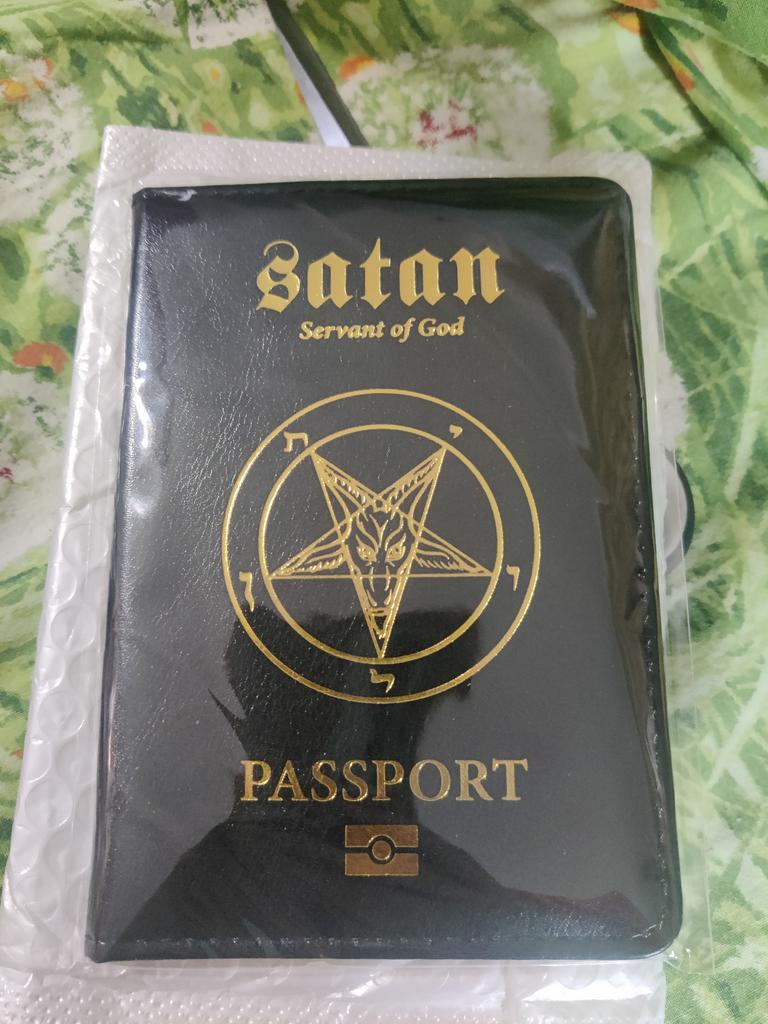 satan
Servant of God
ת
י
ן
ו
ל
PASSPORT